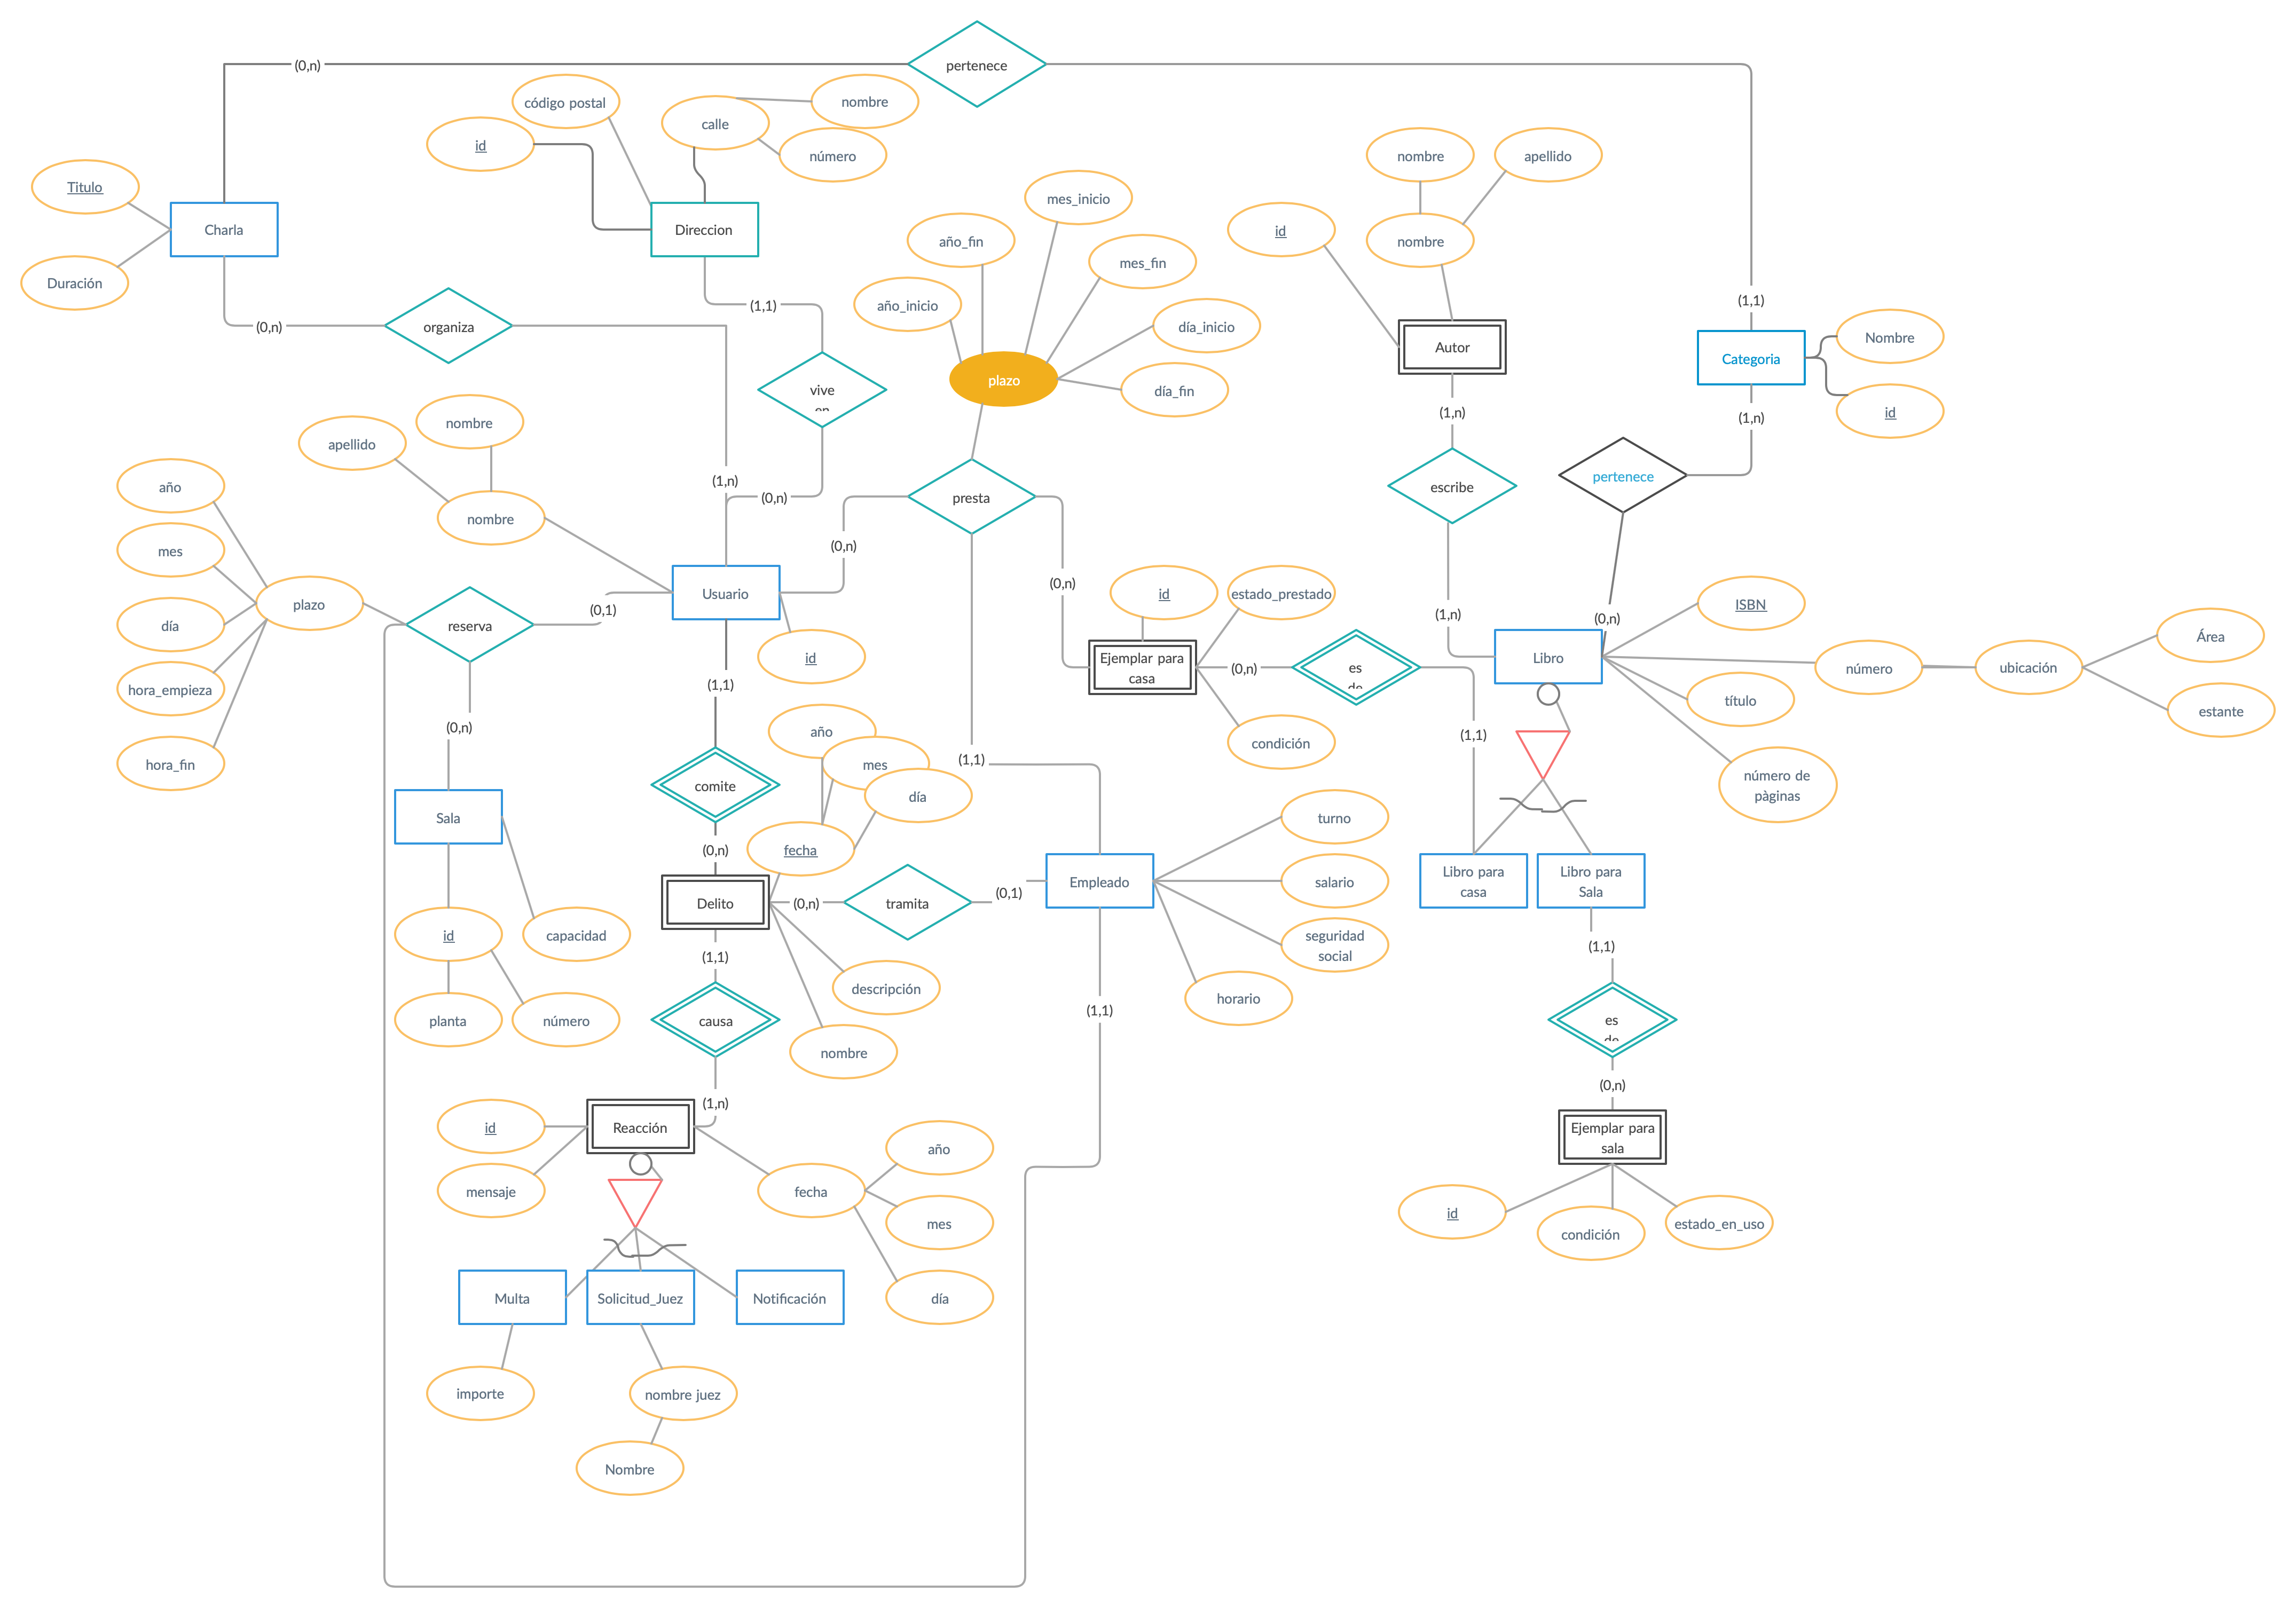 pertenece
(0,n)
código postal
calle
nombre
id
número
Titulo
Charla
Direccion
Duración
nombre
apellido
mes_inicio
id
nombre
año_fin
mes_fin
año_inicio
día_inicio
plazo
día_fin
(1,1)
(0,n)
organiza
vive
en
Autor
(1,1)
Nombre
Categoria
id
(1,n)
(1,n)
nombre
apellido
nombre
año
mes
día
hora_empieza
hora_fin
plazo
(1,n)
(0,n)
presta
escribe
pertenece
(0,n)
(0,n)
reserva
(0,1)
Usuario
id
(1,1)
(0,n)
id
estado_prestado
Ejemplar para
casa
(0,n)
es
de
condición
(1,n)
(0,n)
Libro
ISBN
número
ubicación
Área
estante
título
número de
pàginas
(1,1)
(0,n)
Sala
id
capacidad
planta
número
comite
año
mes
día
fecha
(0,n)
(1,1)
Delito
(0,n)
tramita
(0,1)
Empleado
turno
salario
seguridad
social
horario
Libro para
casa
Libro para
Sala
(1,1)
descripción
nombre
causa
(1,1)
(1,1)
es
de
(0,n)
(1,n)
id
Reacción
mensaje
fecha
año
mes
día
Ejemplar para
sala
id
condición
estado_en_uso
Multa
Solicitud_Juez
Notificación
importe
nombre juez
Nombre